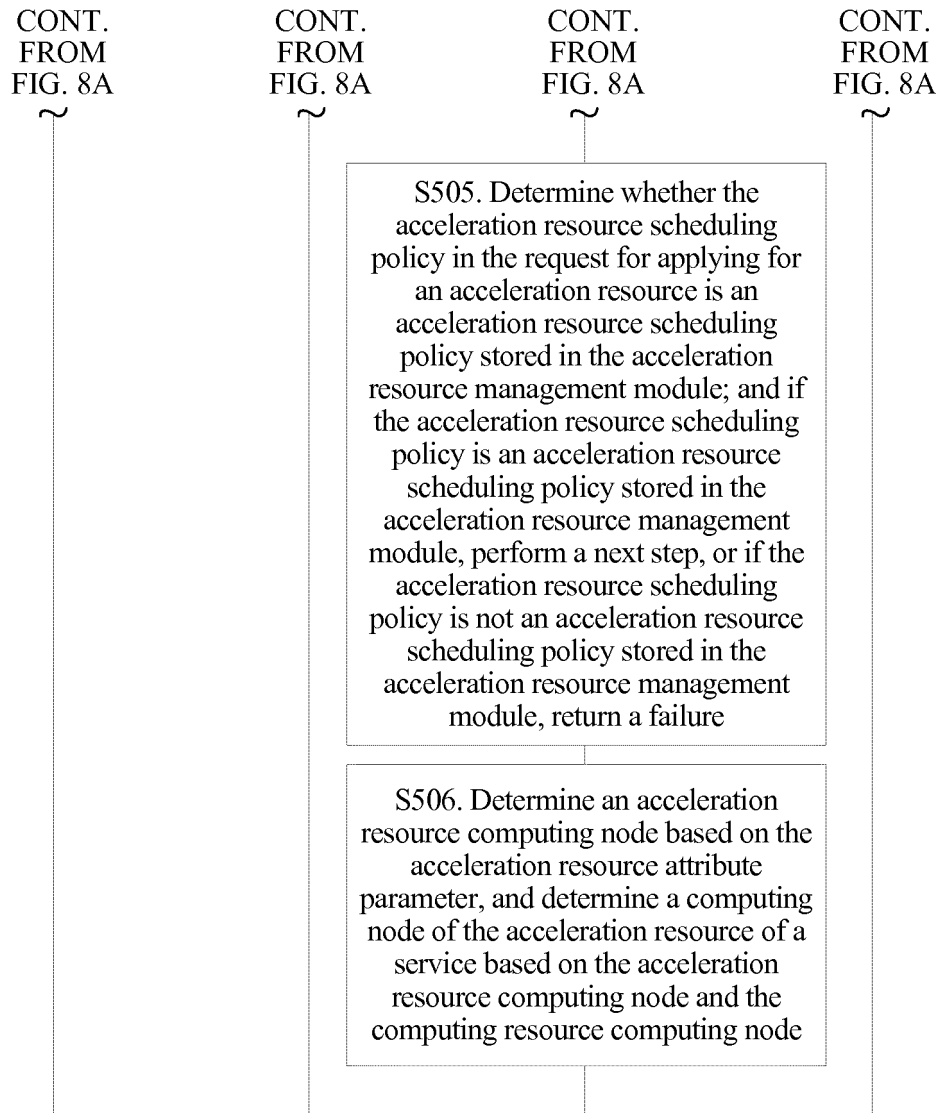 CONT.
FROM
FIG. 8A
CONT.
FROM
FIG. 8A
CONT.
FROM
FIG. 8A
CONT.
FROM
FIG. 8A
S505. Determine whether the
acceleration resource scheduling
policy in the request for applying for
an acceleration resource is an
acceleration resource scheduling
policy stored in the acceleration
resource management module; and if
the acceleration resource scheduling
policy is an acceleration resource
scheduling policy stored in the
acceleration resource management
module, perform a next step, or if the
acceleration resource scheduling
policy is not an acceleration resource
scheduling policy stored in the
acceleration resource management
module, return a failure
S506. Determine an acceleration
resource computing node based on the
acceleration resource attribute
parameter, and determine a computing
node of the acceleration resource of a
service based on the acceleration
resource computing node and the
computing resource computing node